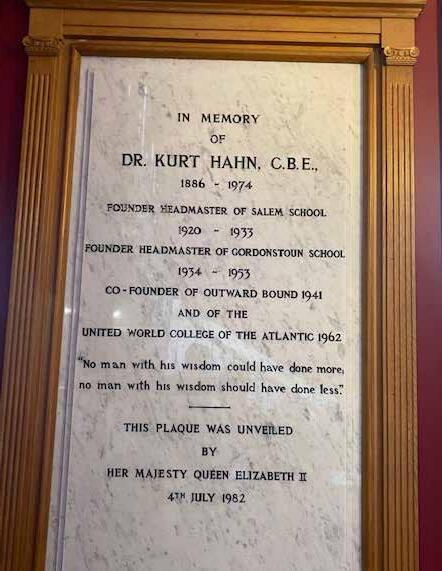 IN MEMORY
OF
DR. KURT HAHN, C.B.E.,
1886 - 1974
FOUNDER HEADMASTER OF SALEM SCHOOL
1920 - 1933
FOUNDER HEADMASTER OF GORDONSTOUN SCHOOL
1934 - 1953
CO-FOUNDER OF OUTWARD BOUND 1941
AND OF THE
UNITED WORLD COLLEGE OF THE ATLANTIC 1962
"No man with his wisdom could have done more,
no man with his wisdom should have done less."
THIS PLAQUE WAS UNVEILED
BY
HER MAJESTY QUEEN ELIZABETH II
4TH JULY 1982